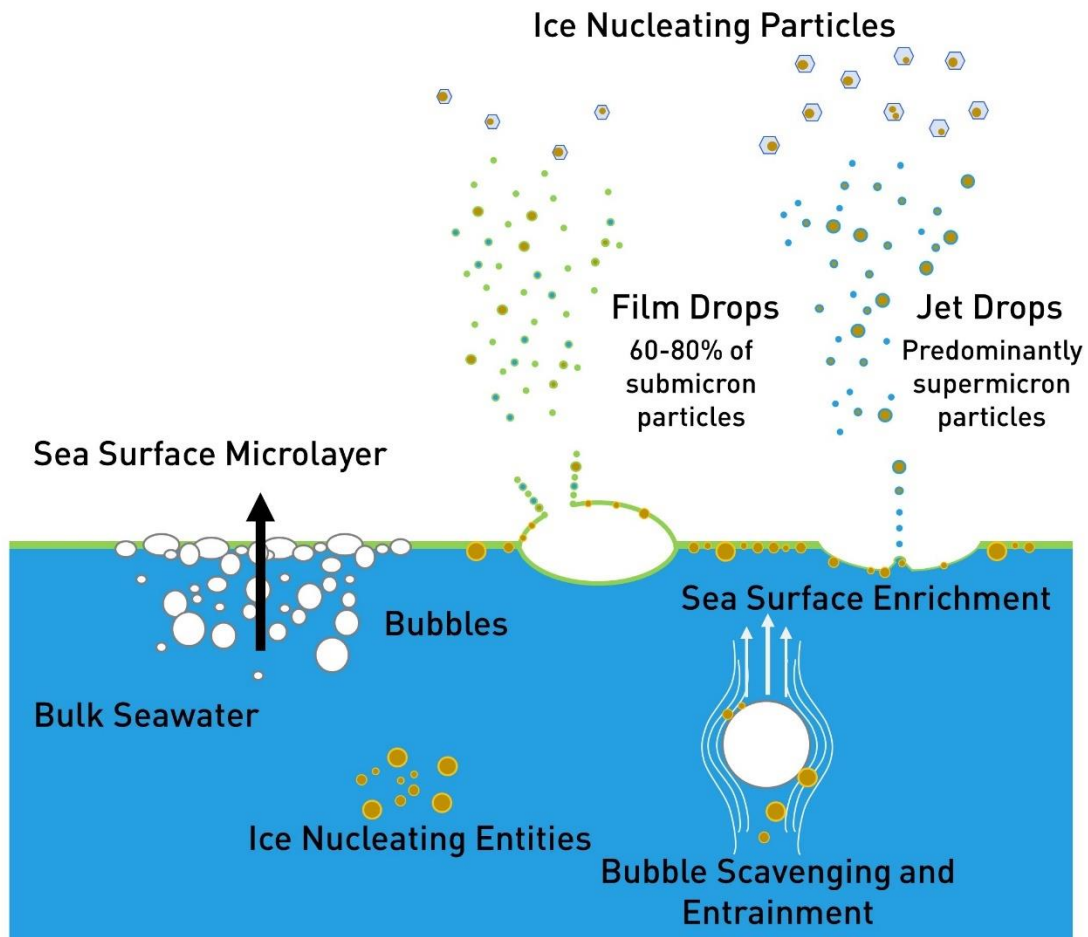 Ice Nucleating Particles
Film Drops
60-80% of
submicron
particles
Jet Drops
Predominantly
supermicron
particles
Sea Surface Microlayer
Bubbles
Sea Surface Enrichment
Bulk Seawater
Ice Nucleating Entities
Bubble Scavenging and
Entrainment